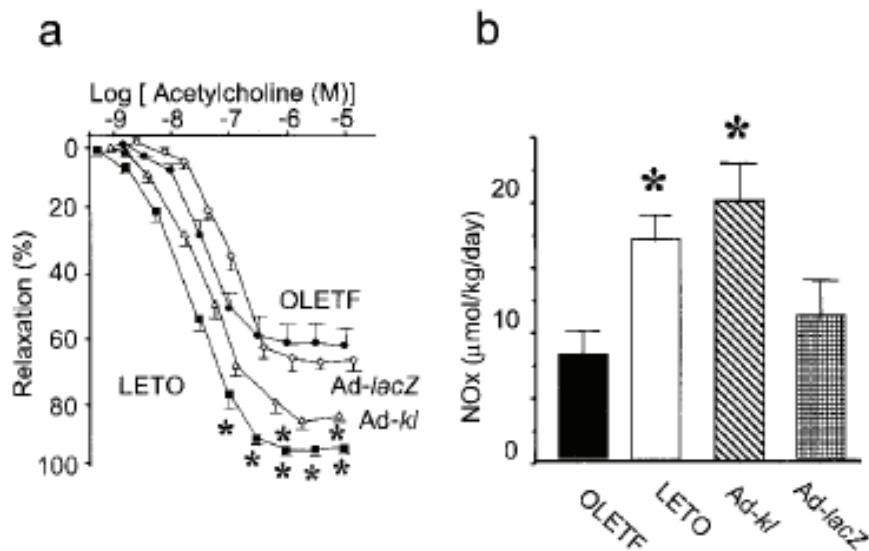 a
Log [ Acetylcholine (M)]
-9 -8 -7 -6 -5
Relaxation (%)
0
20
40
60
80
100
OLETF
LETO
Ad-lacZ
Ad-kl
* * * * * *
b
NOx (μmol/kg/day)
20
10
0
* *
OLETF
LETO
Ad-kl
Ad-lacZ